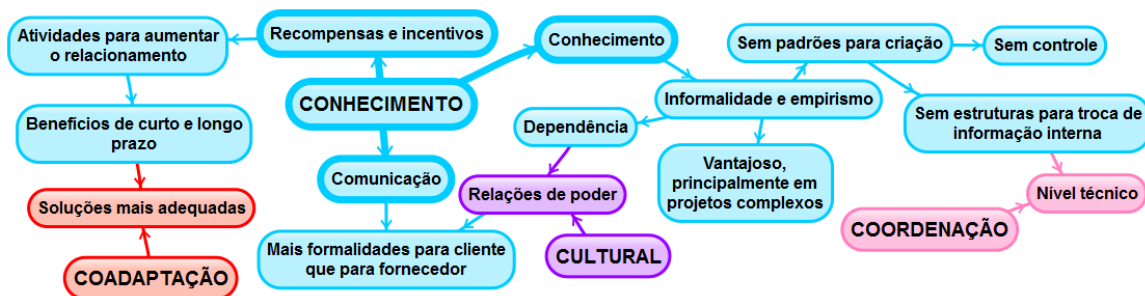 Atividades para aumentar
o relacionamento
Recompensas e incentivos
Conhecimento
Sem padrões para criação
Sem controle
CONHECIMENTO
Informalidade e empirismo
Benefícios de curto e longo
prazo
Dependência
Sem estruturas para troca de
informação interna
Comunicação
Vantajoso,
principalmente em
projetos complexos
Soluções mais adequadas
Relações de poder
Nível técnico
COORDENAÇÃO
Mais formalidades para cliente
que para fornecedor
CULTURAL
COADAPTAÇÃO